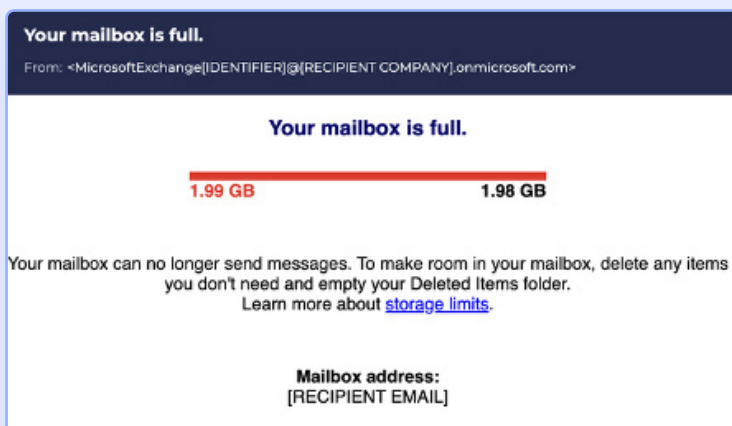 Your mailbox is full.
From: <MicrosoftExchange[IDENTIFIER]@[RECIPIENT COMPANY].onmicrosoft.com>
Your mailbox is full.
1.99 GB 1.98 GB
Your mailbox can no longer send messages. To make room in your mailbox, delete any items
you don't need and empty your Deleted Items folder.
Learn more about storage limits.
Mailbox address:
[RECIPIENT EMAIL]